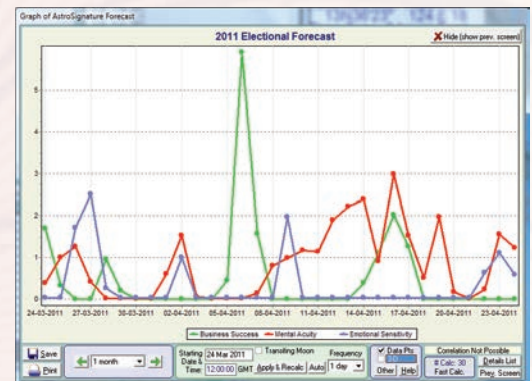 Graph of AstroSignature Forecast
2011 Electional Forecast
Hide (show prev. screen)
5
4
3
2
1
0
24-03-2011 27-03-2011 30-03-2011 02-04-2011 05-04-2011 08-04-2011 11-04-2011 14-04-2011 17-04-2011 20-04-2011 23-04-2011
Business Success Mental Acuity Emotional Sensitivity
Save
Print
1 month
Starting Date & Time:
24 Mar 2011
12:00:00 GMT
Transiting Moon
Apply & Recalc Auto
Frequency
1 day
Data Pts
3D
Other Help
Correlation Not Possible
# Calc: 30
Fast Calc.
Details List
Prev. Screen